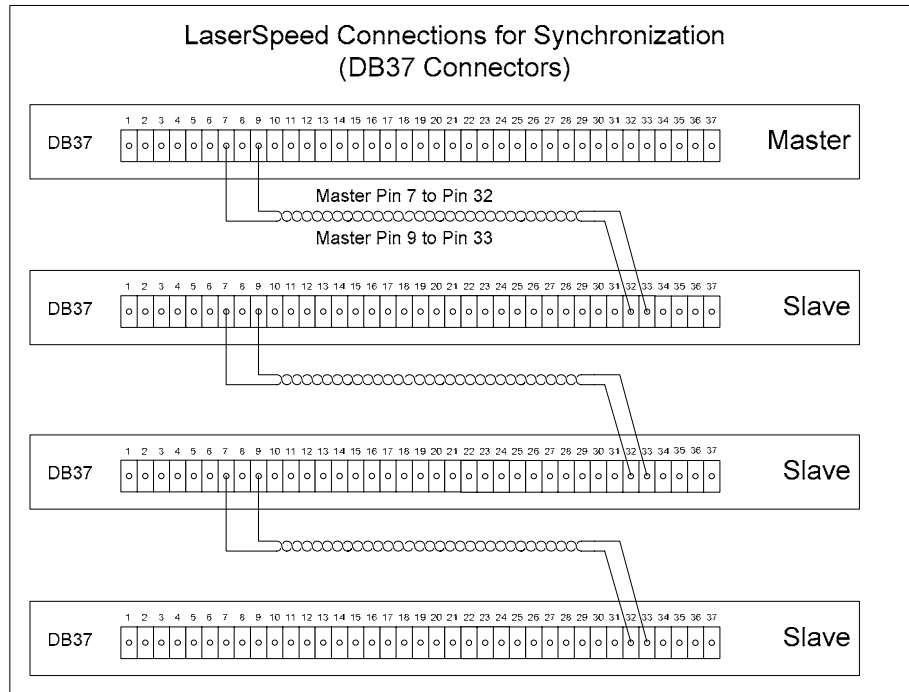 LaserSpeed Connections for Synchronization
(DB37 Connectors)
1 2 3 4 5 6 7 8 9 10 11 12 13 14 15 16 17 18 19 20 21 22 23 24 25 26 27 28 29 30 31 32 33 34 35 36 37
DB37 Master
Master Pin 7 to Pin 32
Master Pin 9 to Pin 33
1 2 3 4 5 6 7 8 9 10 11 12 13 14 15 16 17 18 19 20 21 22 23 24 25 26 27 28 29 30 31 32 33 34 35 36 37
DB37 Slave
1 2 3 4 5 6 7 8 9 10 11 12 13 14 15 16 17 18 19 20 21 22 23 24 25 26 27 28 29 30 31 32 33 34 35 36 37
DB37 Slave
1 2 3 4 5 6 7 8 9 10 11 12 13 14 15 16 17 18 19 20 21 22 23 24 25 26 27 28 29 30 31 32 33 34 35 36 37
DB37 Slave